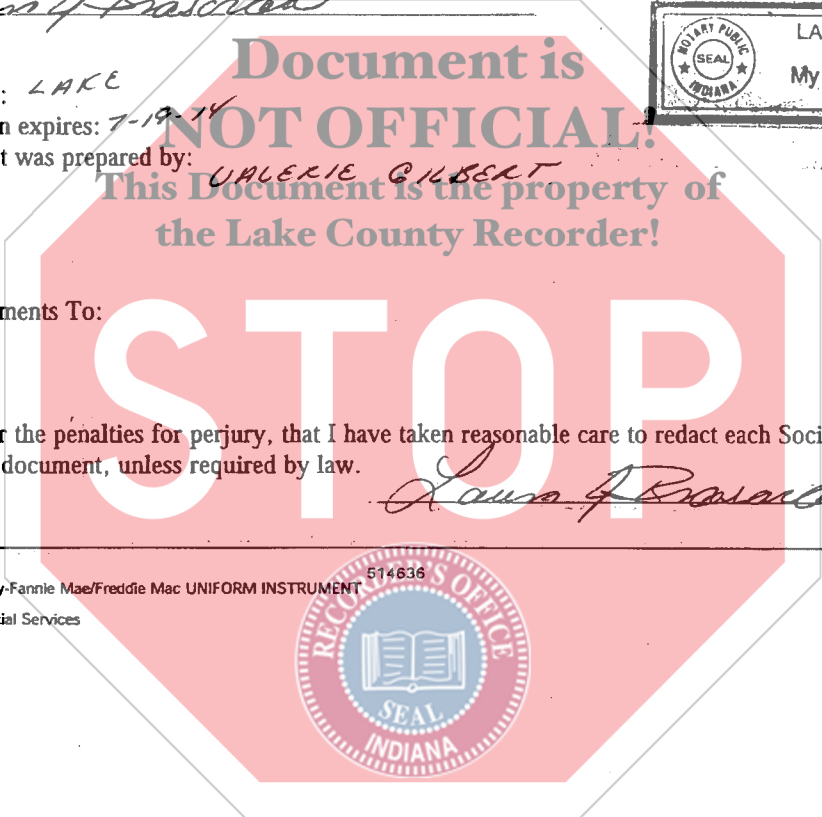 LA
NOTARY PUBLIC
SEAL
INDIANA
My
Document is
: LAKE
n expires: 7-19-14
NOT OFFICIAL!
t was prepared by: VALERIE GILBERT
This Document is the property of
the Lake County Recorder!
ments To:
STOP
r the penalties for perjury, that I have taken reasonable care to redact each Soci
document, unless required by law.
Laura
514636
y-Fannie Mae/Freddie Mac UNIFORM INSTRUMENT
ial Services
RECORDER'S OFFICE
SEAL
INDIANA